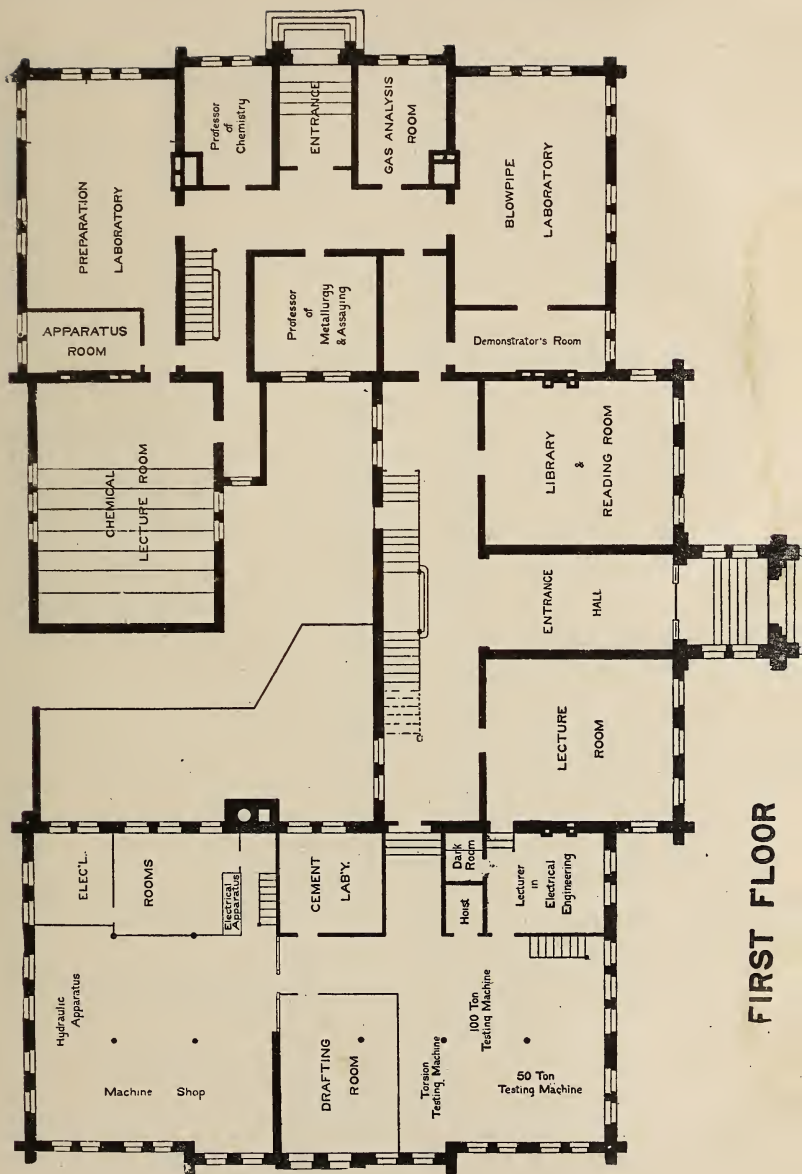 PREPARATION
LABORATORY
Professor
of
Chemistry
ENTRANCE
GAS ANALYSIS
ROOM
BLOWPIPE
LABORATORY
APPARATUS
ROOM
Professor
of
Metallurgy
& Assaying
Demonstrator's Room
CHEMICAL
LECTURE ROOM
LIBRARY
&
READING ROOM
ENTRANCE
HALL
LECTURE
ROOM
ELEC'L.
ROOMS
Electrical
Apparatus
CEMENT
LAB'Y.
Dark
Room
Hoist
Lecturer
in
Electrical
Engineering
Hydraulic
Apparatus
Machine Shop
DRAFTING
ROOM
Torsion
Testing Machine
100 Ton
Testing Machine
50 Ton
Testing Machine
FIRST FLOOR